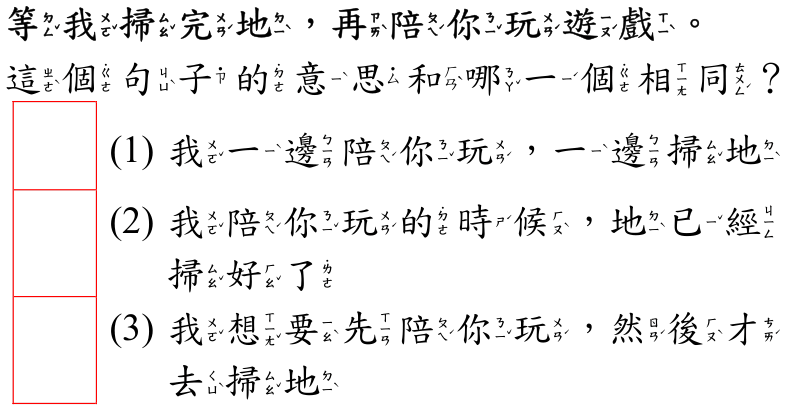 等我掃完地，再陪你玩遊戲。
這個句子的意思和哪一個相同？
(1) 我一邊陪你玩，一邊掃地
(2) 我陪你玩的時候，地已經
掃好了
(3) 我想要先陪你玩，然後才
去掃地